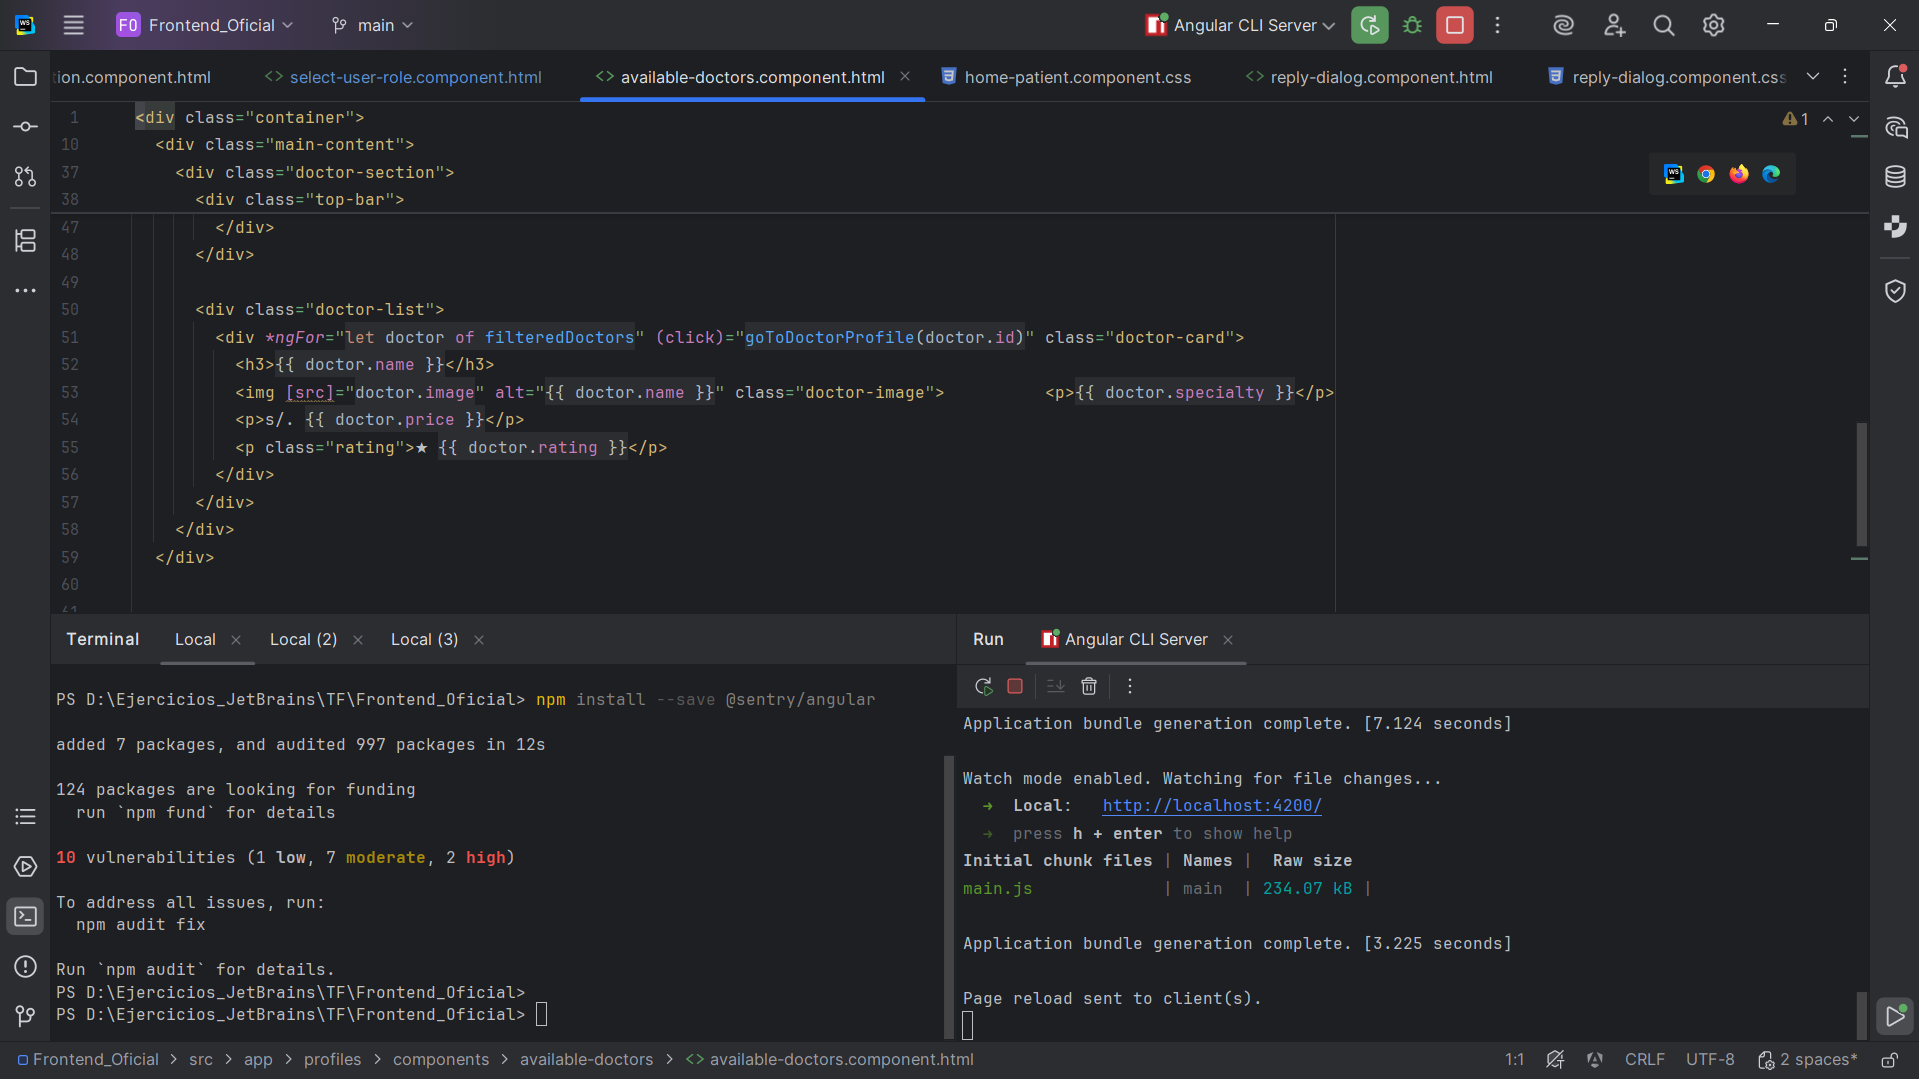 WS F0 Frontend_Oficial main Angular CLI Server
tion.component.html select-user-role.component.html available-doctors.component.html home-patient.component.css reply-dialog.component.html reply-dialog.component.css
1 <div class="container"> 1
10 <div class="main-content">
37 <div class="doctor-section">
38 <div class="top-bar">
47 </div>
48 </div>
49
50 <div class="doctor-list">
51 <div *ngFor="let doctor of filteredDoctors" (click)="goToDoctorProfile(doctor.id)" class="doctor-card">
52 <h3>{{ doctor.name }}</h3>
53 <img [src]="doctor.image" alt="{{ doctor.name }}" class="doctor-image"> <p>{{ doctor.specialty }}</p>
54 <p>s/. {{ doctor.price }}</p>
55 <p class="rating">★ {{ doctor.rating }}</p>
56 </div>
57 </div>
58 </div>
59 </div>
60
61
Terminal Local Local (2) Local (3)
PS D:\Ejercicios_JetBrains\TF\Frontend_Oficial> npm install --save @sentry/angular
added 7 packages, and audited 997 packages in 12s
124 packages are looking for funding
run `npm fund` for details
10 vulnerabilities (1 low, 7 moderate, 2 high)
To address all issues, run:
npm audit fix
Run `npm audit` for details.
PS D:\Ejercicios_JetBrains\TF\Frontend_Oficial>
PS D:\Ejercicios_JetBrains\TF\Frontend_Oficial>
Run Angular CLI Server
Application bundle generation complete. [7.124 seconds]
Watch mode enabled. Watching for file changes...
➜ Local: http://localhost:4200/
➜ press h + enter to show help
Initial chunk files | Names | Raw size
main.js | main | 234.07 kB |
Application bundle generation complete. [3.225 seconds]
Page reload sent to client(s).
Frontend_Oficial > src > app > profiles > components > available-doctors > <> available-doctors.component.html 1:1 CRLF UTF-8 2 spaces*